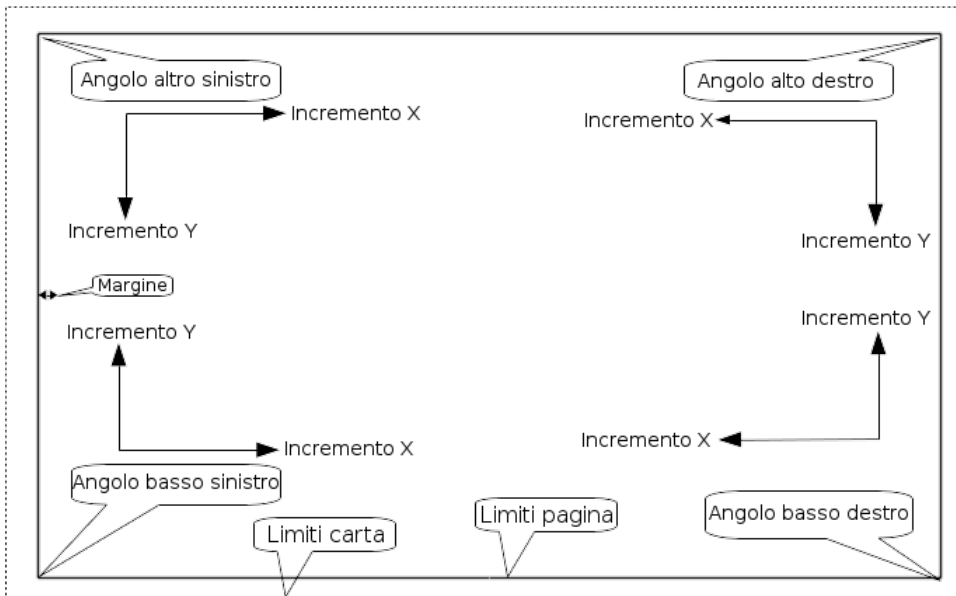 Angolo altro sinistro
Angolo alto destro
Incremento X
Incremento X
Incremento Y
Incremento Y
Margine
Incremento Y
Incremento Y
Incremento X
Incremento X
Angolo basso sinistro
Limiti carta
Limiti pagina
Angolo basso destro